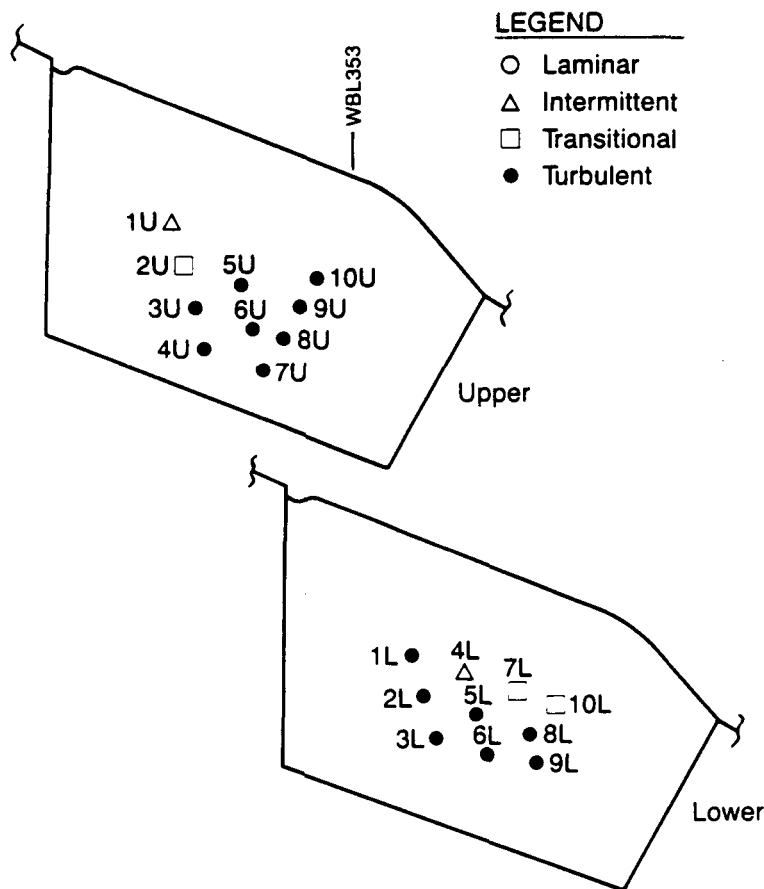 LEGEND
Laminar
Intermittent
Transitional
Turbulent
WBL353
1U
2U
5U
10U
3U
6U
9U
4U
8U
7U
Upper
1L
4L
7L
2L
5L
10L
3L
6L
8L
9L
Lower